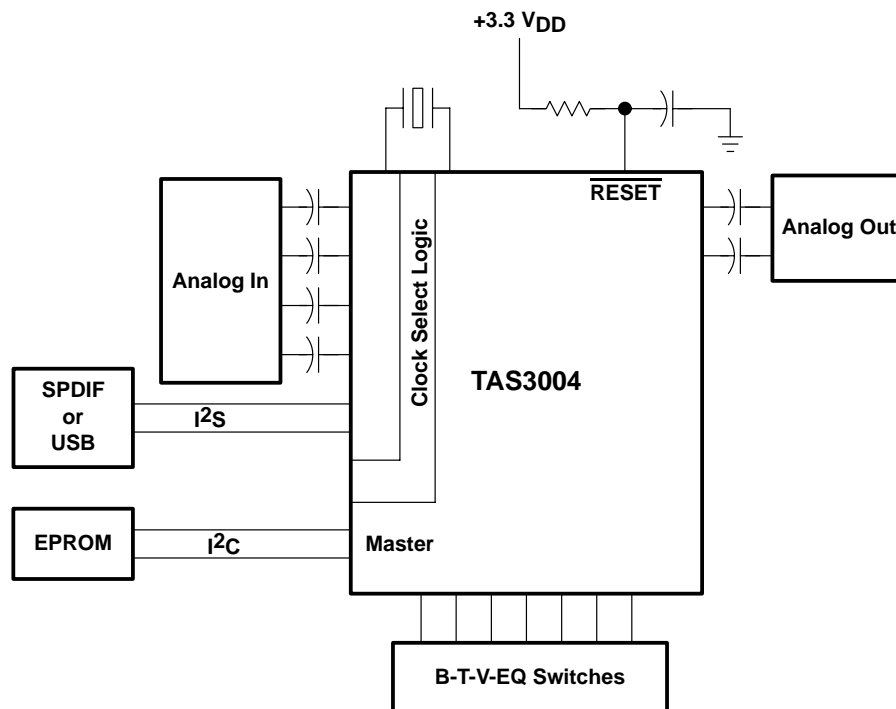 +3.3 VDD
RESET
Analog In
Clock Select Logic
Analog Out
TAS3004
SPDIF
or
USB
I2S
EPROM
I2C
Master
B-T-V-EQ Switches